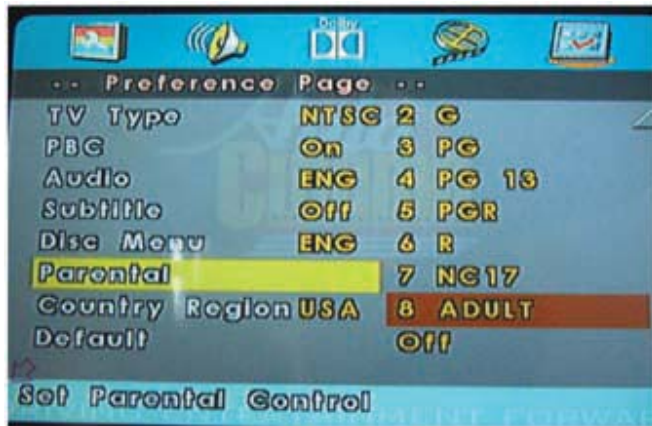 Dolby
-- Preference Page --
TV Type NTSC 2 G
PBC On 3 PG
Audio ENG 4 PG 13
Subtitle Off 5 PGR
Disc Menu ENG 6 R
Parental 7 NC17
Country Region USA 8 ADULT
Default Off
Set Parental Control